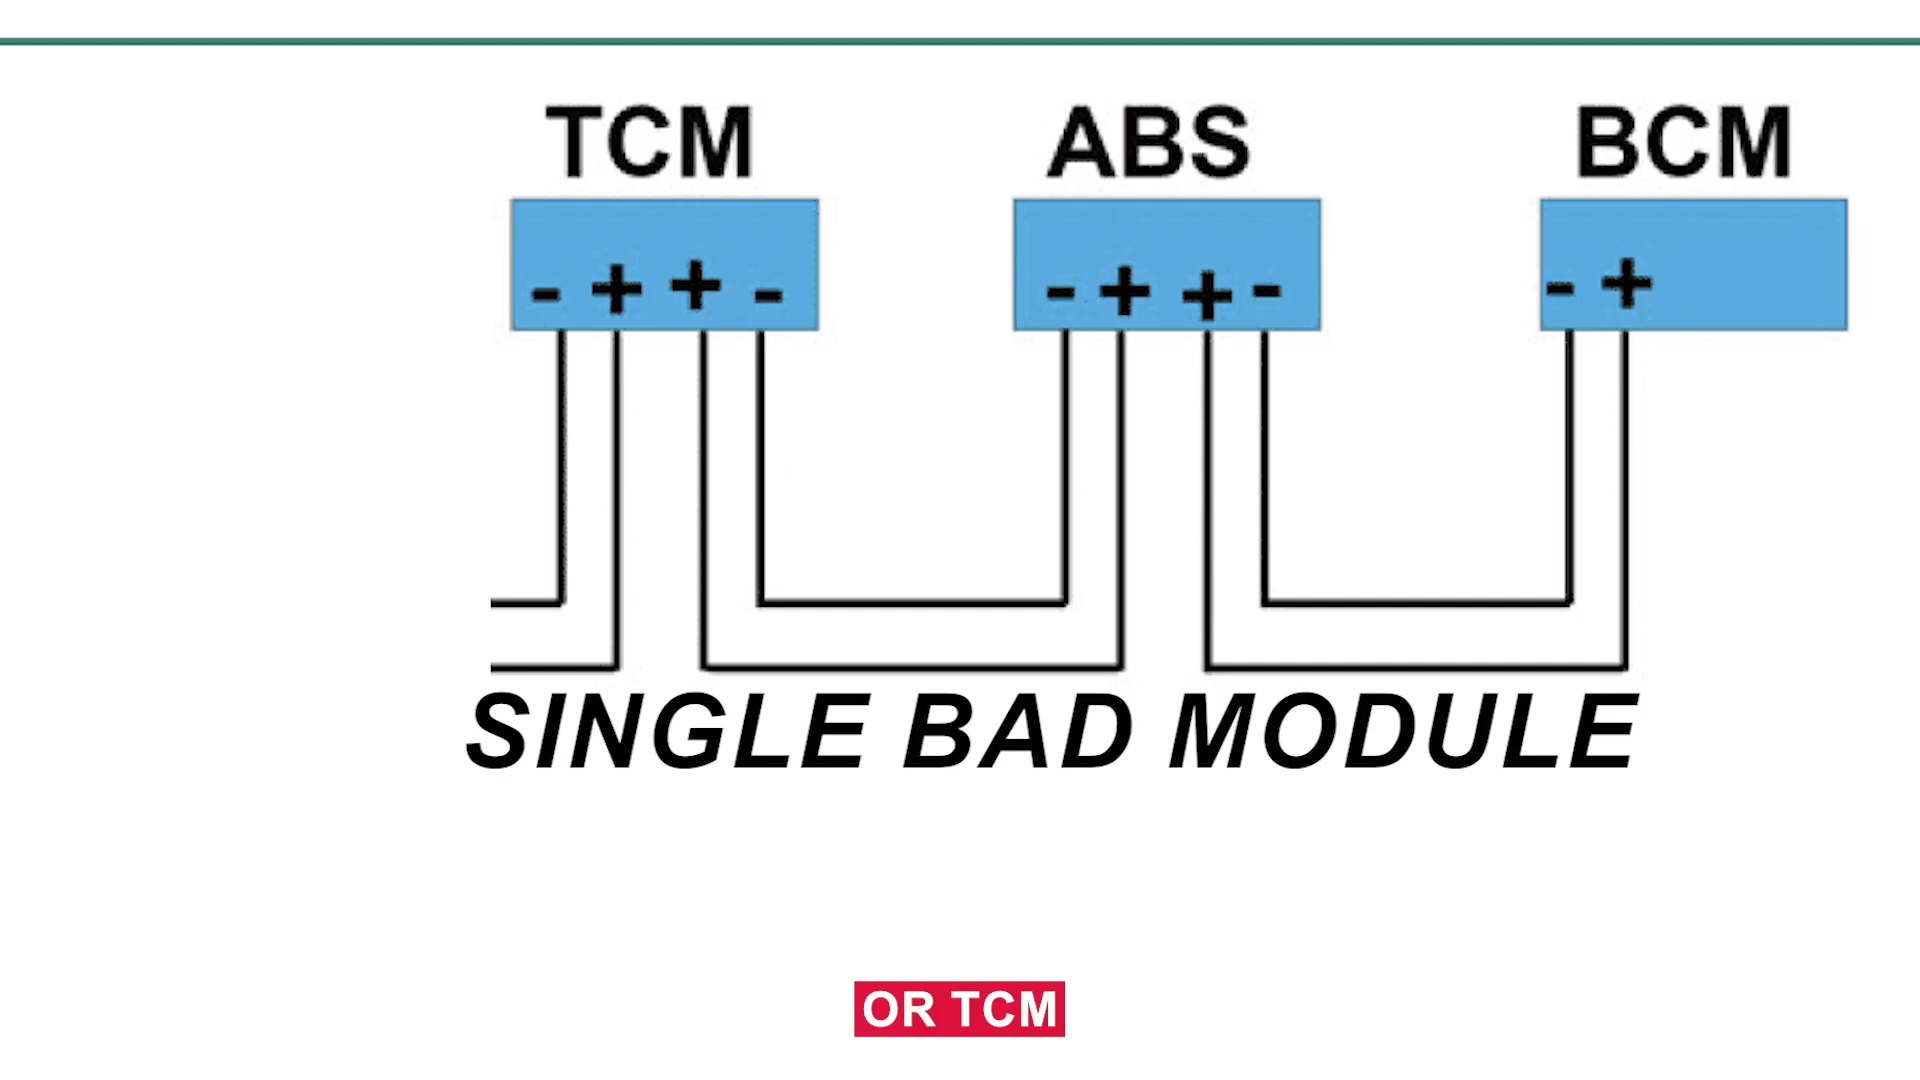 TCM ABS BCM
- + + - - + + - - +
SINGLE BAD MODULE
OR TCM